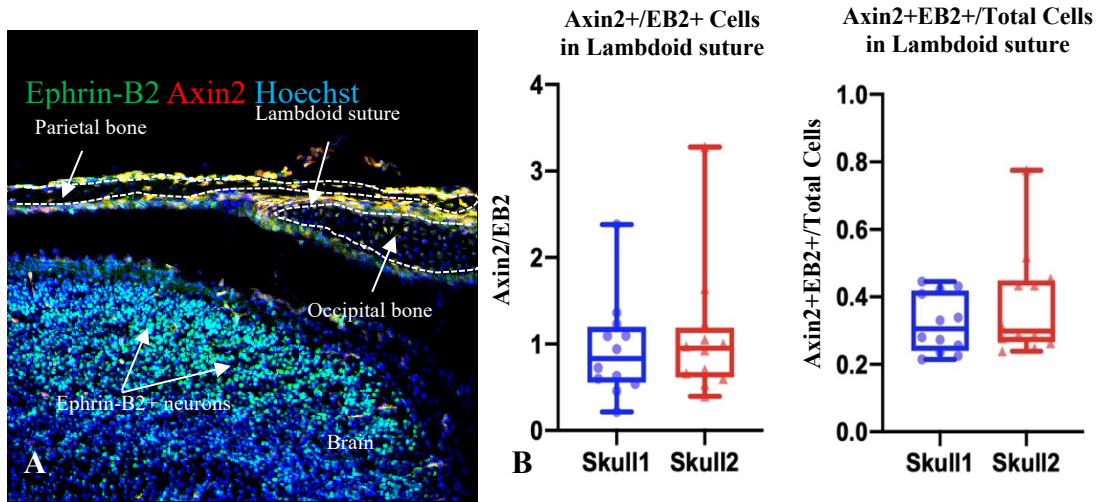 Ephrin-B2 Axin2 Hoechst
Parietal bone
Lambdoid suture
Occipital bone
Ephrin-B2+ neurons
Brain
A
B
Axin2+/EB2+ Cells
in Lambdoid suture
Axin2/EB2
4
3
2
1
0
Skull1 Skull2
Axin2+EB2+/Total Cells
in Lambdoid suture
Axin2+EB2+/Total Cells
1.0
0.8
0.6
0.4
0.2
0.0
Skull1 Skull2